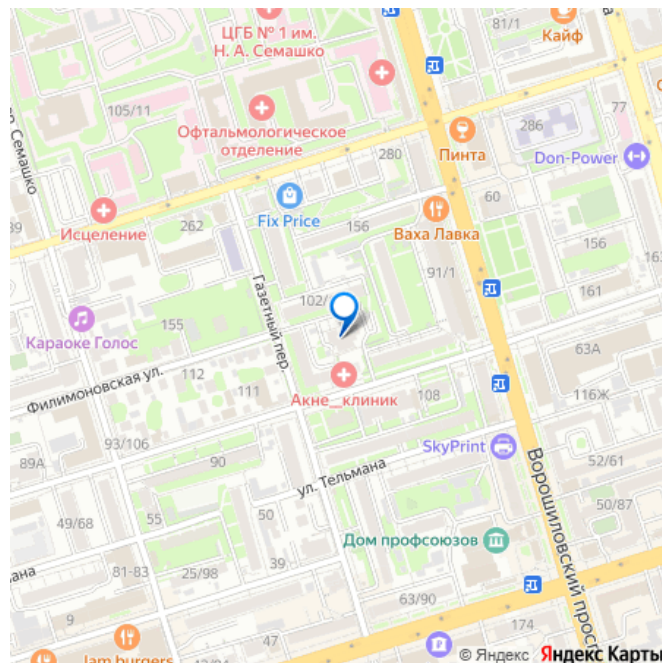 ЦГБ № 1 им.
Н. А. Семашко
81/1
Кайф
105/11
Офтальмологическое
отделение
Пинта
286
77
Don-Power
280
р. Семашко
Исцеление
262
Fix Price
156
60
Ваха Лавка
156
91/1
161
Газетный пер.
102/
Караоке Голос
155
63А
Филимоновская ул.
112
111
Акне_клиник
108
116Ж
93/106
SkyPrint
89А
90
ул. Тельмана
52/61
Ворошиловский просп
49/68
55
50
50/87
Дом профсоюзов
39
мана
81-83
25/98
63/90
9
174
47
Jam burgers
© Яндекс Яндекс Карты